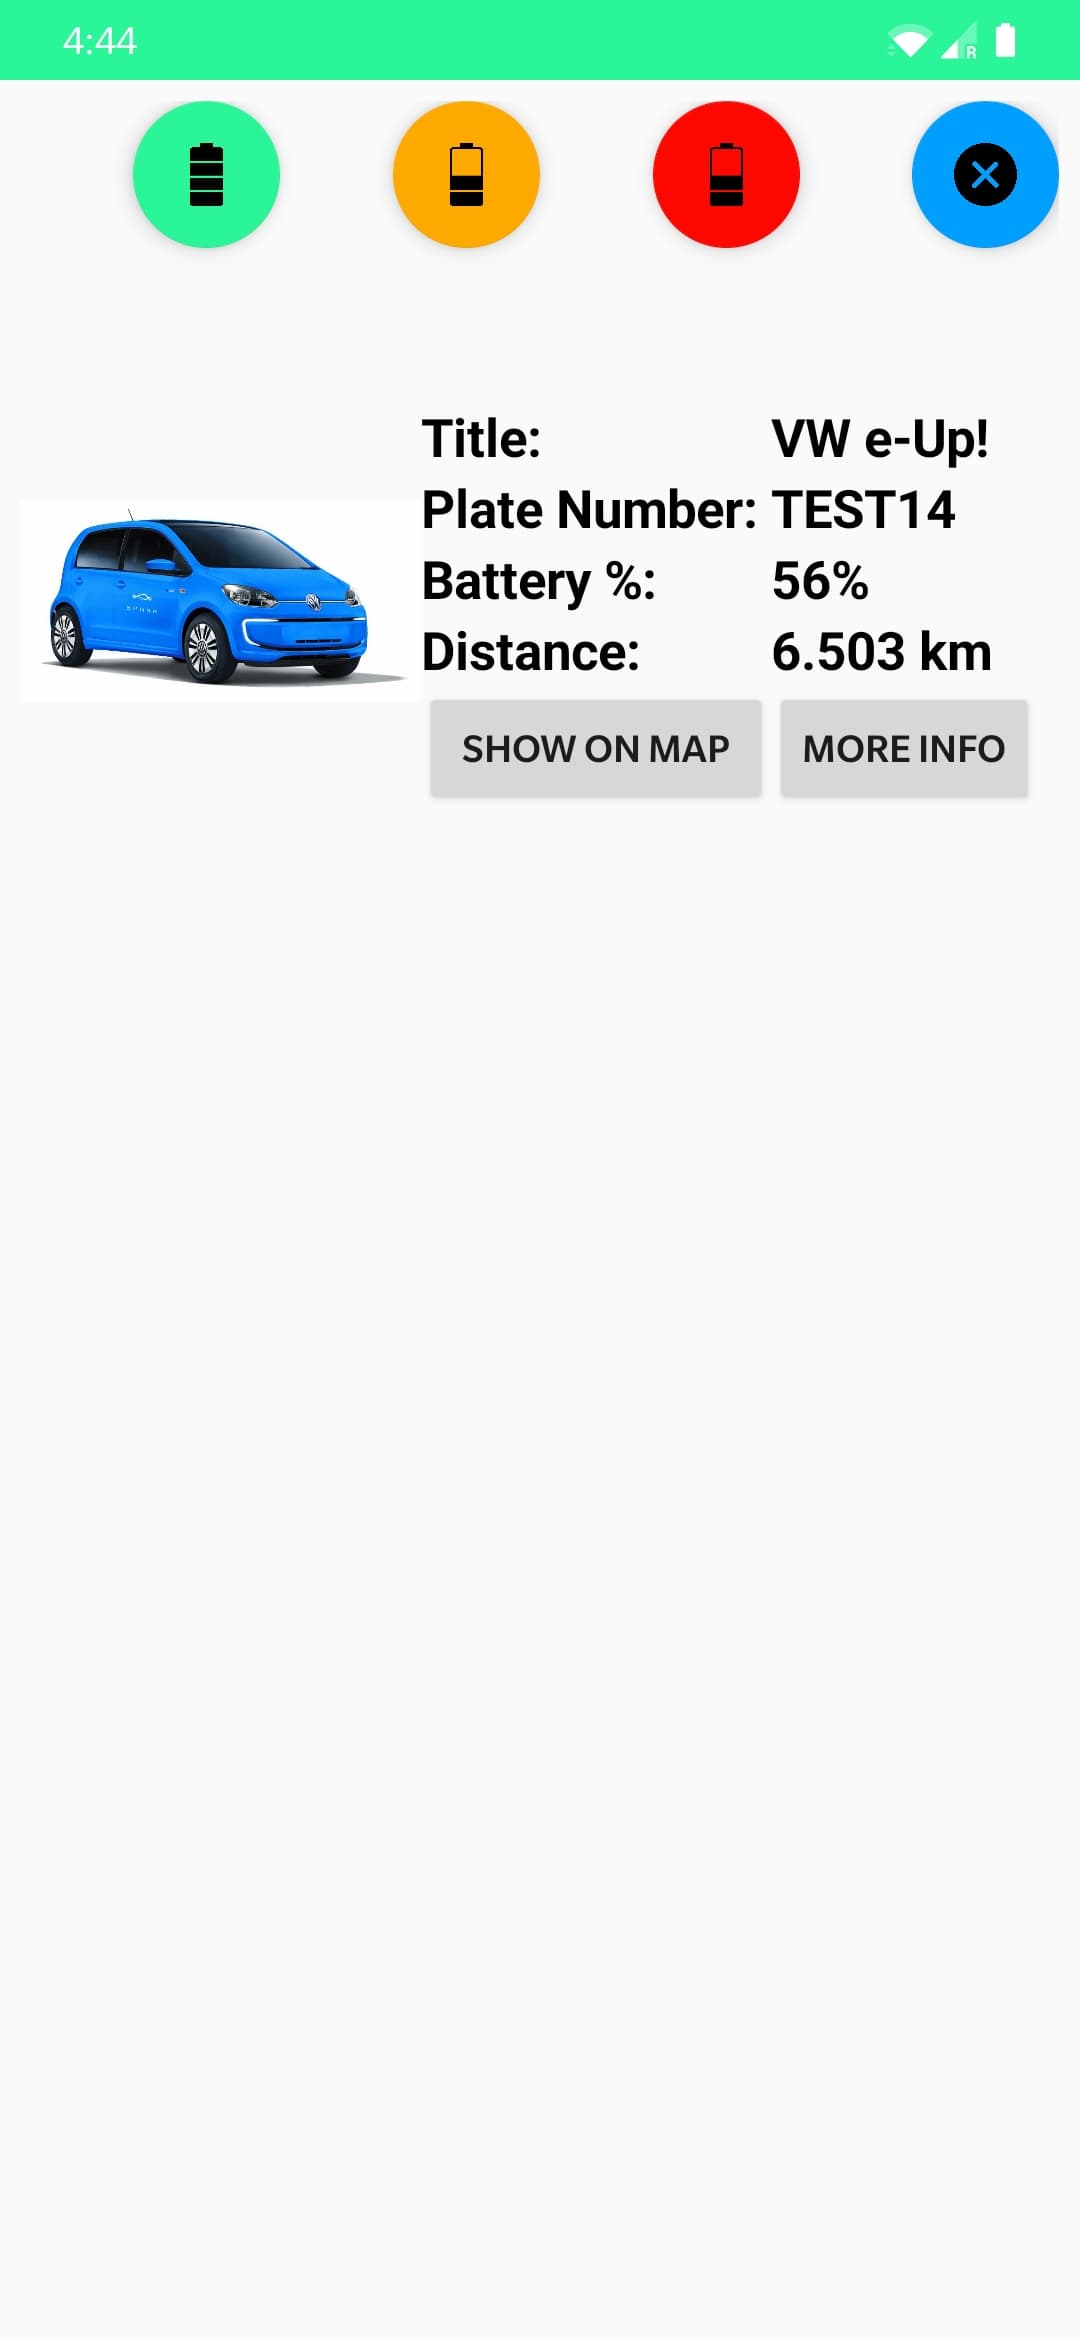 4:44
R
Title: VW e-Up!
Plate Number: TEST14
Battery %: 56%
SPARK
Distance: 6.503 km
SHOW ON MAP MORE INFO